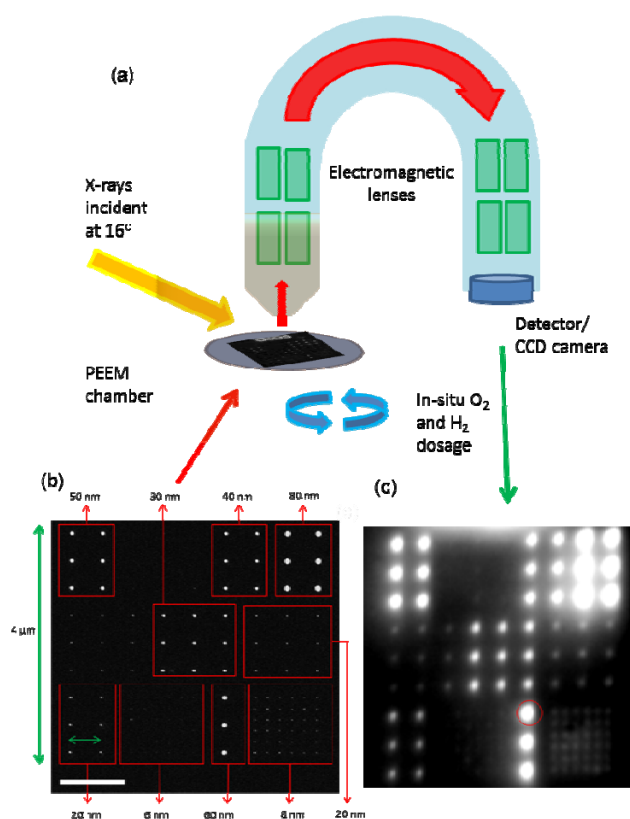 (a)
X-rays
incident
at 16°
Electromagnetic
lenses
Detector/
CCD camera
PEEM
chamber
In-situ O₂
and H₂
dosage
(b)
50 nm
30 nm
40 nm
80 nm
4 μm
20 nm
6 nm
60 nm
8 nm
20 nm
(c)